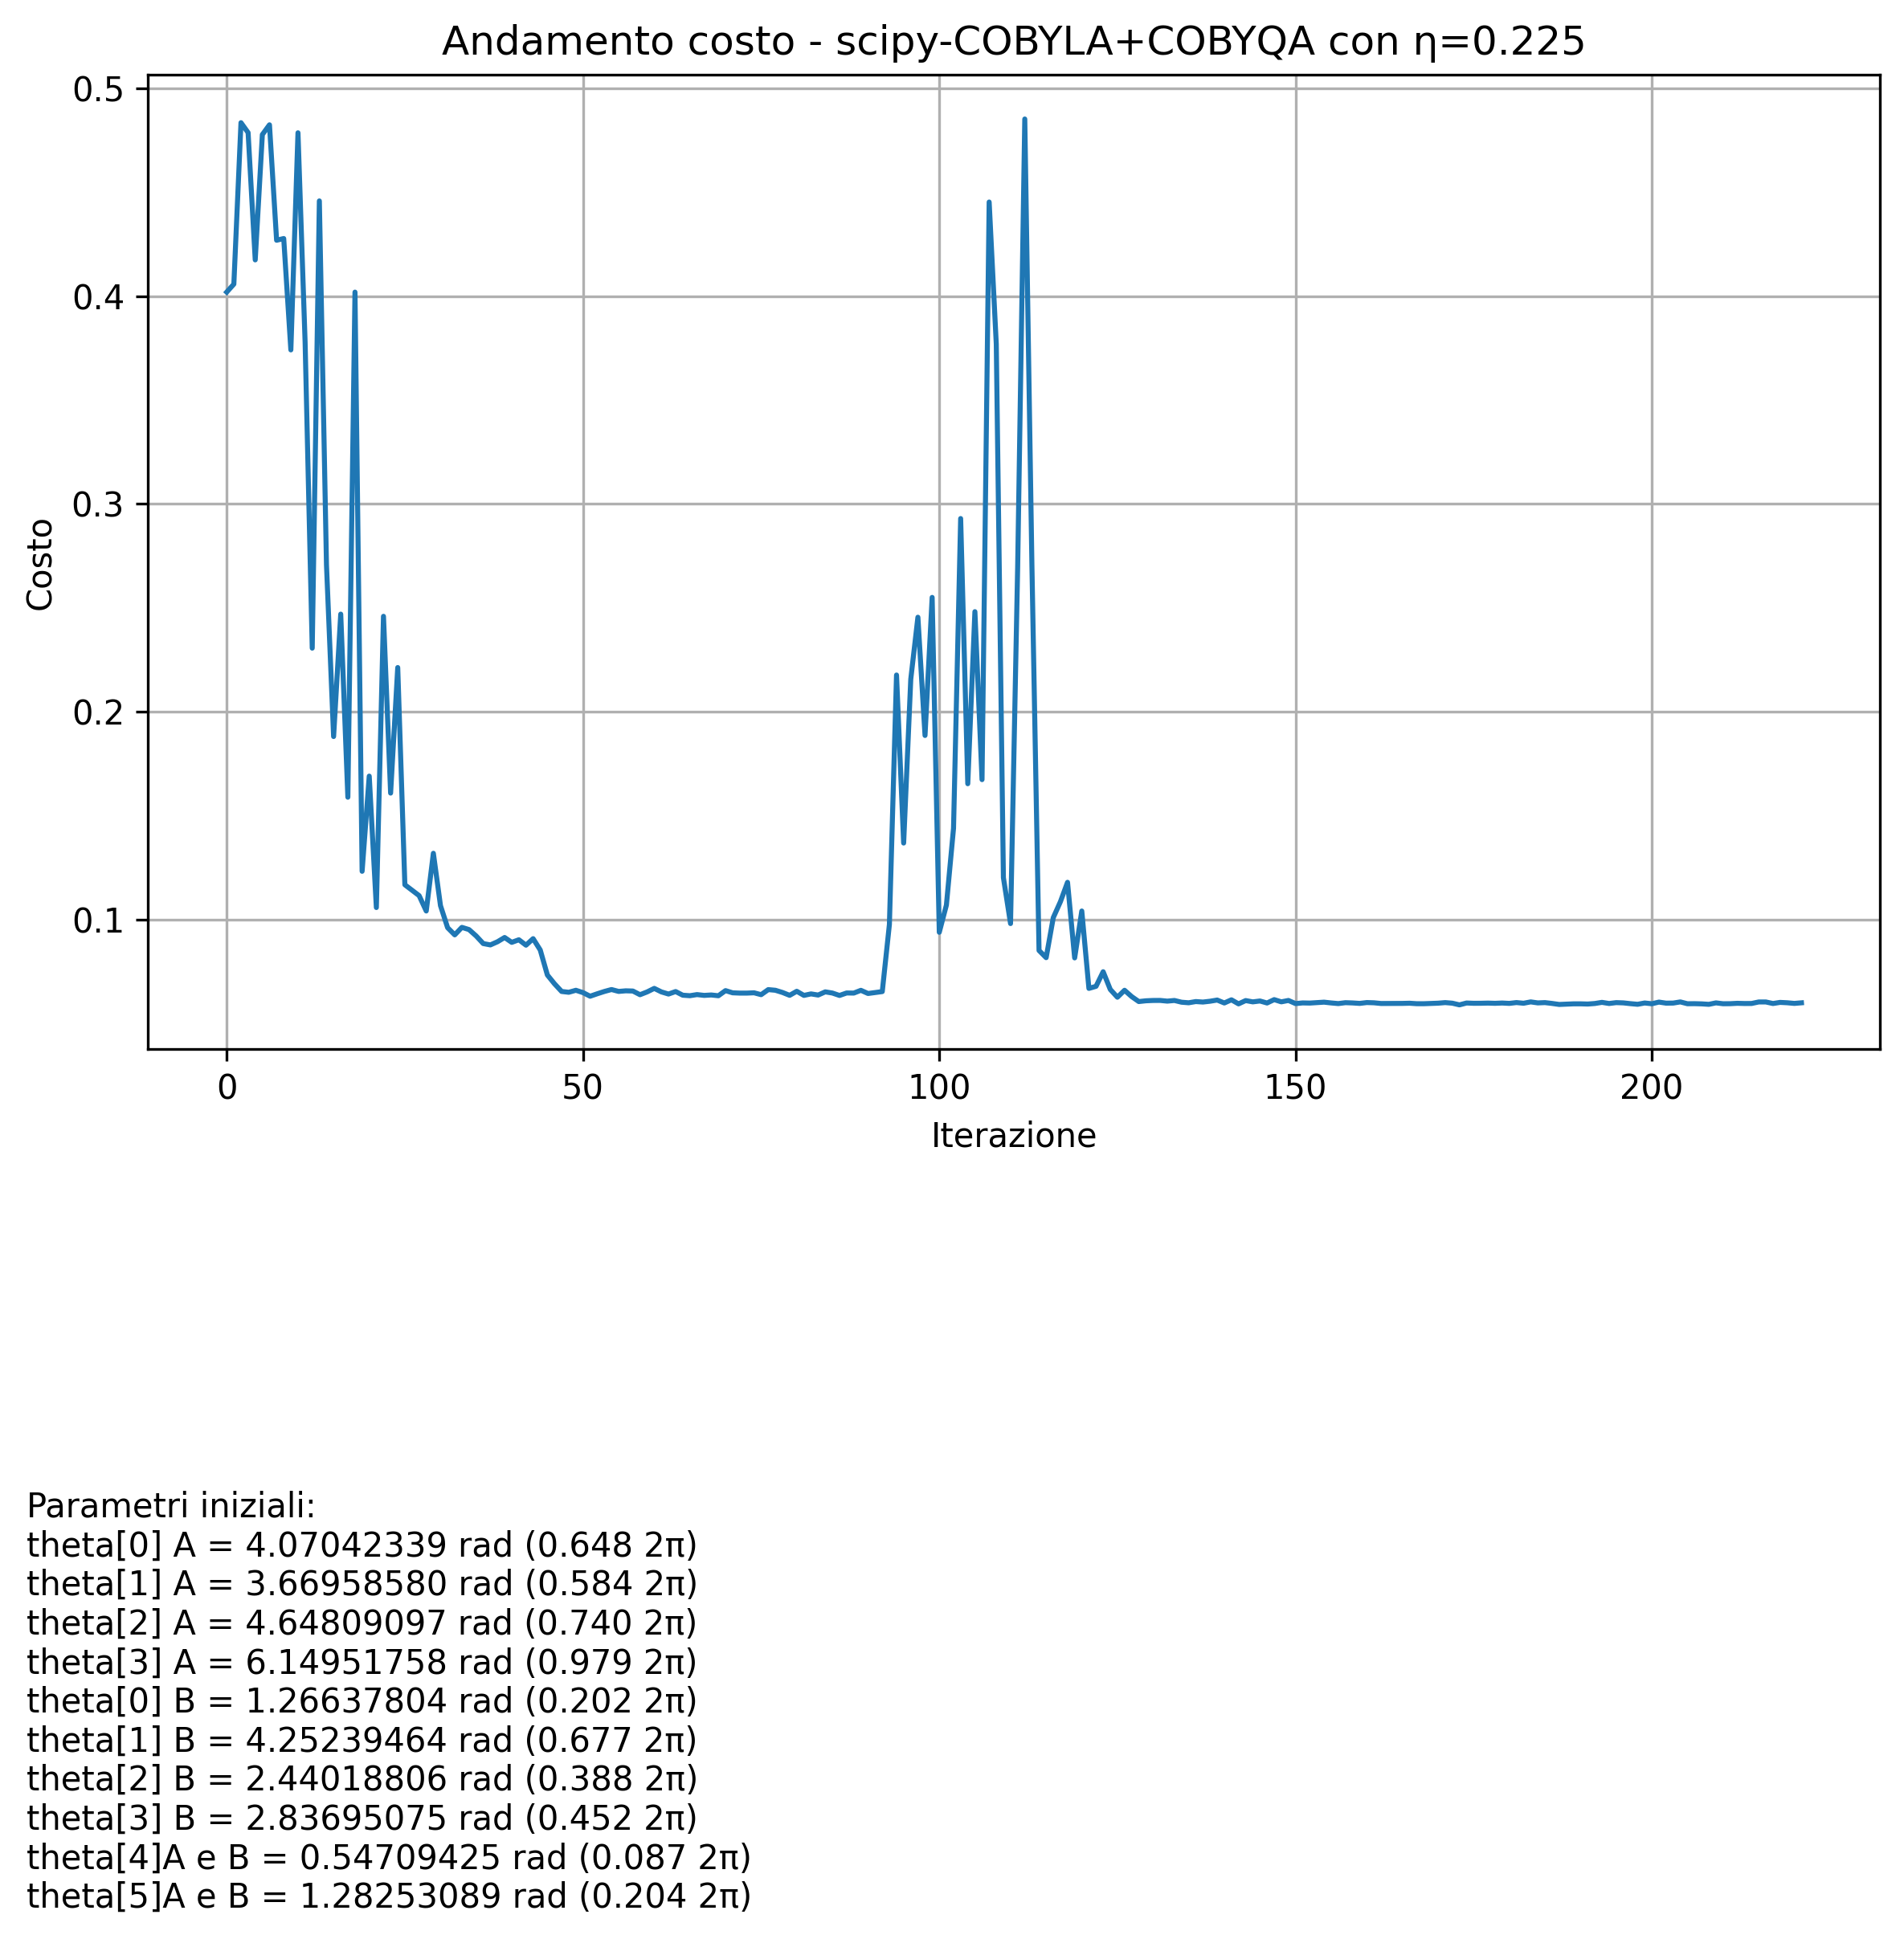 Andamento costo - scipy-COBYLA+COBYQA con η=0.225
0.5
0.4
0.3
0.2
0.1
Costo
0 50 100 150 200
Iterazione
Parametri iniziali:
theta[0] A = 4.07042339 rad (0.648 2π)
theta[1] A = 3.66958580 rad (0.584 2π)
theta[2] A = 4.64809097 rad (0.740 2π)
theta[3] A = 6.14951758 rad (0.979 2π)
theta[0] B = 1.26637804 rad (0.202 2π)
theta[1] B = 4.25239464 rad (0.677 2π)
theta[2] B = 2.44018806 rad (0.388 2π)
theta[3] B = 2.83695075 rad (0.452 2π)
theta[4]A e B = 0.54709425 rad (0.087 2π)
theta[5]A e B = 1.28253089 rad (0.204 2π)